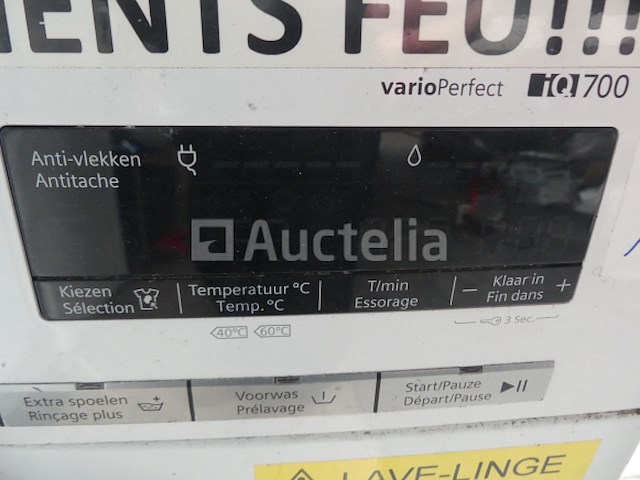 MENTS FEU!!!
varioPerfect iQ700
Anti-vlekken
Antitache
Auctelia
Kiezen
Sélection
Temperatuur °C
Temp. °C
T/min
Essorage
− Klaar in +
Fin dans
40°C 60°C
3 Sec.
Extra spoelen
Rinçage plus
Voorwas
Prélavage
Start/Pauze
Départ/Pause
LAVE-LINGE